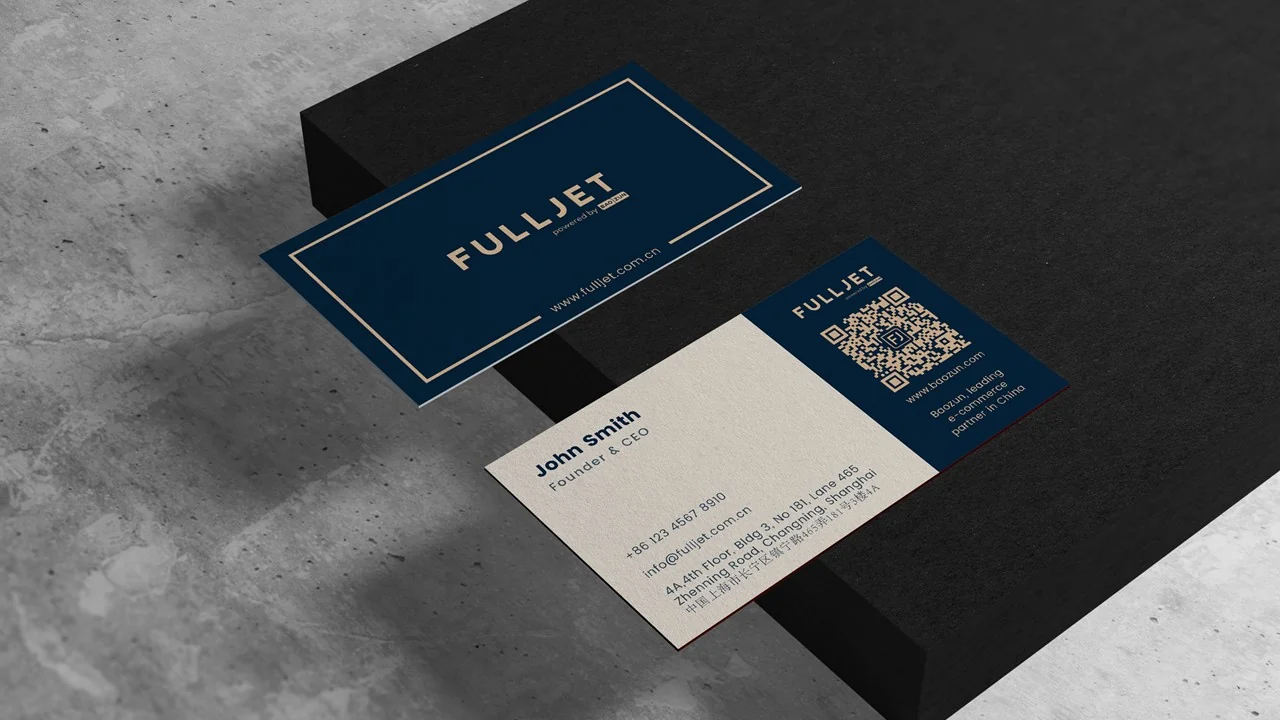 FULLJET
powered by BAOZUN
www.fulljet.com.cn
FULLJET
powered by BAOZUN
www.baozun.com
Baozun, leading
e-commerce
partner in China
John Smith
Founder & CEO
+86 123 4567 8910
info@fulljet.com.cn
4A,4th Floor, Bldg 3, No 181, Lane 465
Zhenning Road, Changning, Shanghai
中国上海市长宁区镇宁路465弄181号3楼4A